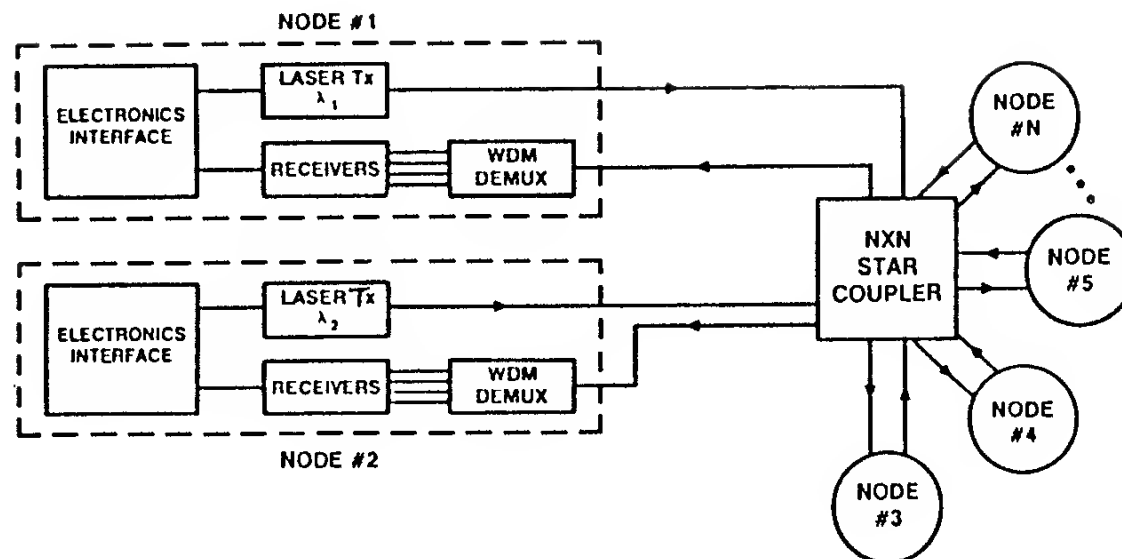 NODE #1
ELECTRONICS
INTERFACE
LASER Tx
λ1
RECEIVERS
WDM
DEMUX
NODE
#N
NXN
STAR
COUPLER
NODE
#5
ELECTRONICS
INTERFACE
LASER Tx
λ2
RECEIVERS
WDM
DEMUX
NODE
#4
NODE #2
NODE
#3